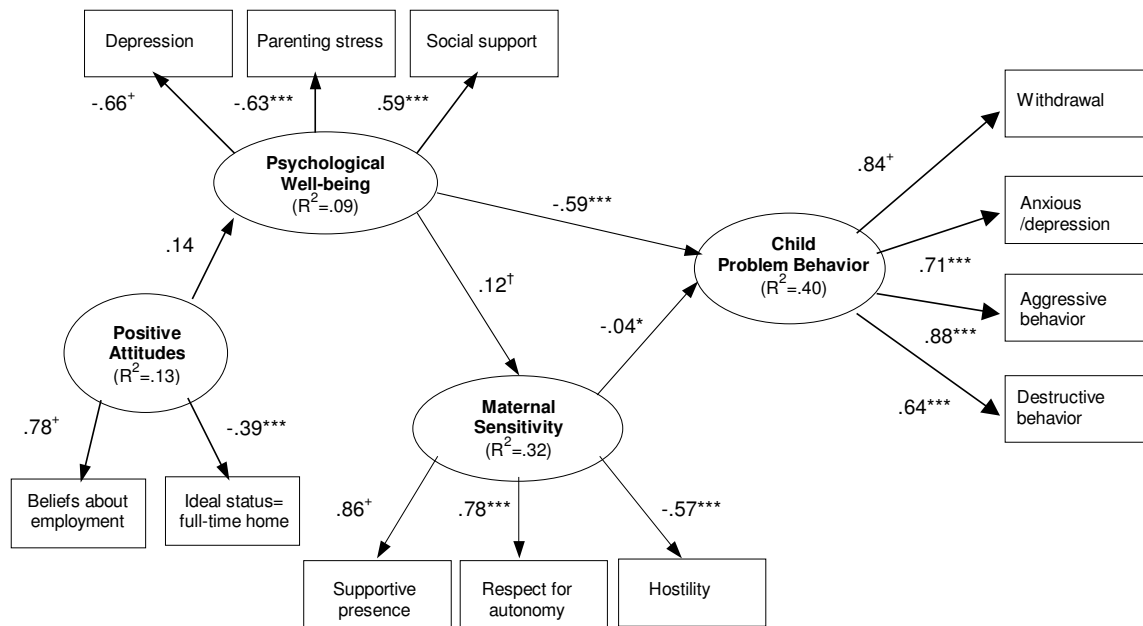 Depression
Parenting stress
Social support
-.66⁺
-.63***
.59***
Psychological
Well-being
(R²=.09)
Withdrawal
.84⁺
Anxious
/depression
.71***
-.59***
Child
Problem Behavior
(R²=.40)
Aggressive
behavior
.88***
Destructive
behavior
.64***
.14
.12†
-.04*
Positive
Attitudes
(R²=.13)
.78⁺
-.39***
Beliefs about
employment
Ideal status=
full-time home
Maternal
Sensitivity
(R²=.32)
.86⁺
.78***
-.57***
Supportive
presence
Respect for
autonomy
Hostility